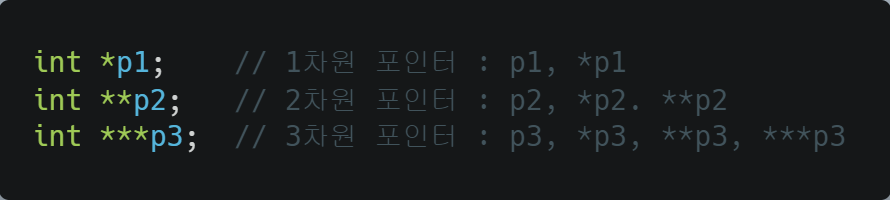 int *p1;    // 1차원 포인터 : p1, *p1
int **p2;   // 2차원 포인터 : p2, *p2. **p2
int ***p3;  // 3차원 포인터 : p3, *p3, **p3, ***p3